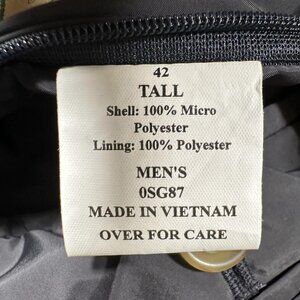 42
TALL
Shell: 100% Micro
Polyester
Lining: 100% Polyester
MEN'S
0SG87
MADE IN VIETNAM
OVER FOR CARE